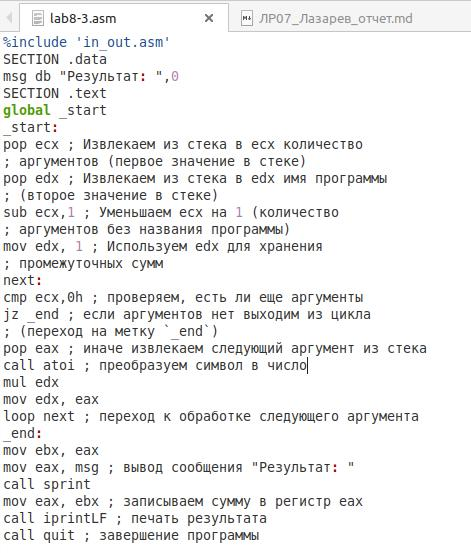 lab8-3.asm
ЛР07_Лазарев_отчет.md
%include 'in_out.asm'
SECTION .data
msg db "Результат: ",0
SECTION .text
global _start
_start:
pop ecx ; Извлекаем из стека в ecx количество
; аргументов (первое значение в стеке)
pop edx ; Извлекаем из стека в edx имя программы
; (второе значение в стеке)
sub ecx,1 ; Уменьшаем ecx на 1 (количество
; аргументов без названия программы)
mov edx, 1 ; Используем edx для хранения
; промежуточных сумм
next:
cmp ecx,0h ; проверяем, есть ли еще аргументы
jz _end ; если аргументов нет выходим из цикла
; (переход на метку `_end`)
pop eax ; иначе извлекаем следующий аргумент из стека
call atoi ; преобразуем символ в число
mul edx
mov edx, eax
loop next ; переход к обработке следующего аргумента
_end:
mov ebx, eax
mov eax, msg ; вывод сообщения "Результат: "
call sprint
mov eax, ebx ; записываем сумму в регистр eax
call iprintLF ; печать результата
call quit ; завершение программы